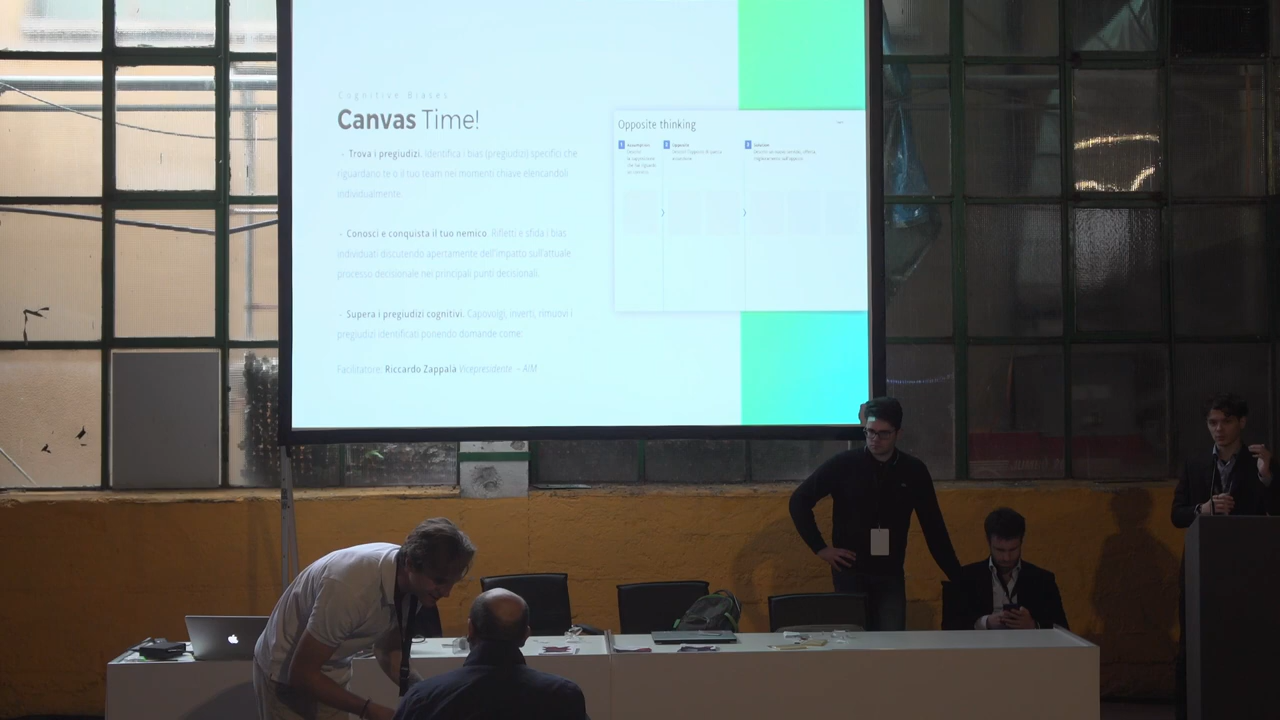 Cognitive Biases
Canvas Time!
- Trova i pregiudizi. Identifica i bias (pregiudizi) specifici che
riguardano te o il tuo team nei momenti chiave elencandoli
individualmente.
- Conosci e conquista il tuo nemico. Rifletti e sfida i bias
individuati discutendo apertamente dell'impatto sull'attuale
processo decisionale nei principali punti decisionali.
- Supera i pregiudizi cognitivi. Capovolgi, inverti, rimuovi i
pregiudizi identificati ponendo domande come:
Facilitatore: Riccardo Zappala Vicepresidente - AIM
Opposite thinking
Assumption
Opposite
Solution